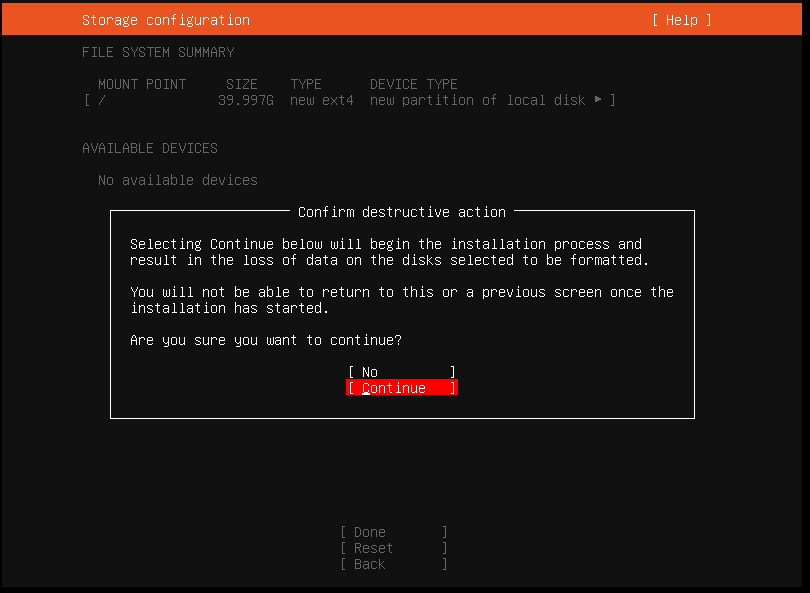 Storage configuration [ Help ]
FILE SYSTEM SUMMARY
MOUNT POINT SIZE TYPE DEVICE TYPE
[ / 39.997G new ext4 new partition of local disk ▸ ]
AVAILABLE DEVICES
No available devices
Confirm destructive action
Selecting Continue below will begin the installation process and
result in the loss of data on the disks selected to be formatted.
You will not be able to return to this or a previous screen once the
installation has started.
Are you sure you want to continue?
[ No ]
[ Continue ]
[ Done ]
[ Reset ]
[ Back ]